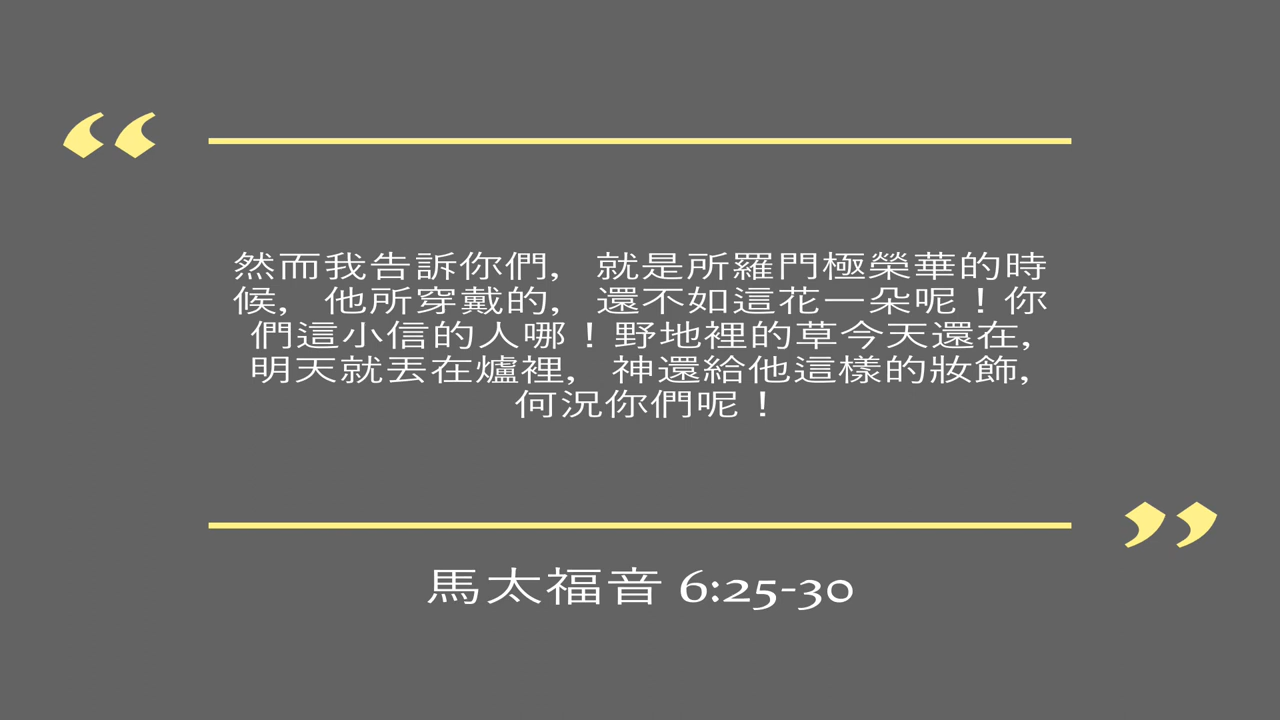 “
然而我告訴你們, 就是所羅門極榮華的時
候, 他所穿戴的, 還不如這花一朵呢！你
們這小信的人哪！野地裡的草今天還在,
明天就丟在爐裡, 神還給他這樣的妝飾,
何況你們呢！
”
馬太福音 6:25-30